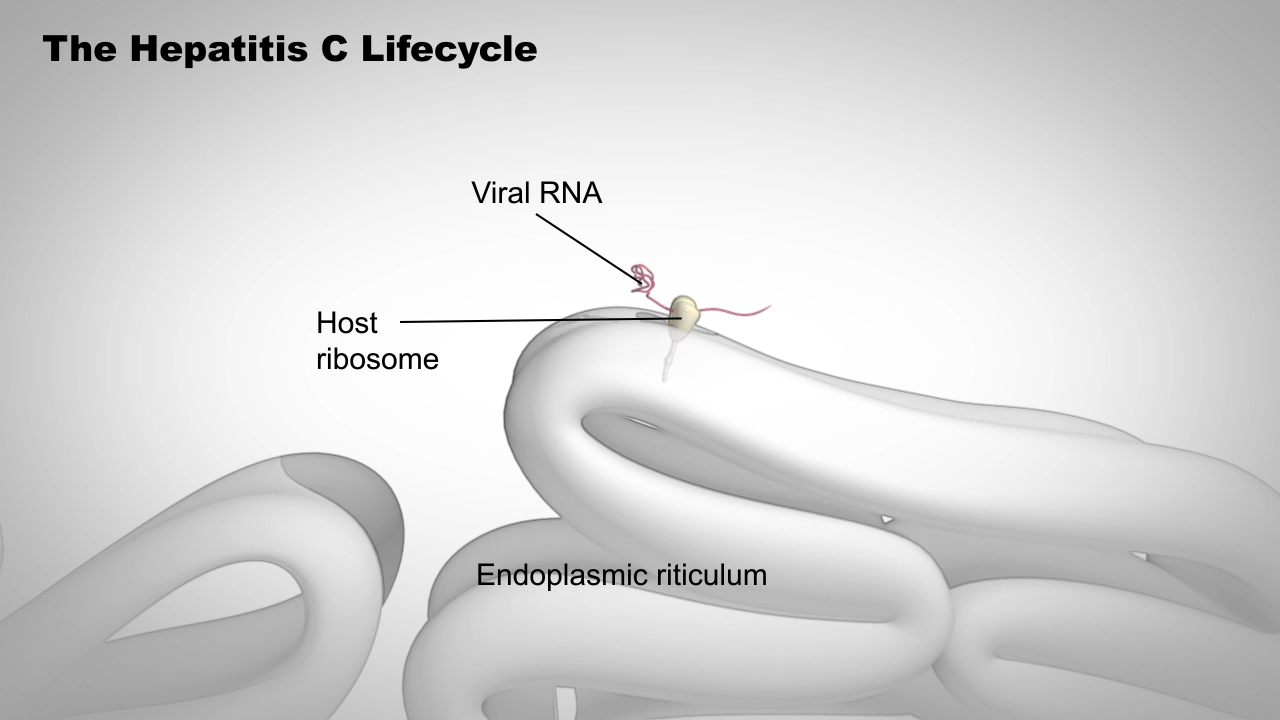 The Hepatitis C Lifecycle
Viral RNA
Host
ribosome
Endoplasmic riticulum